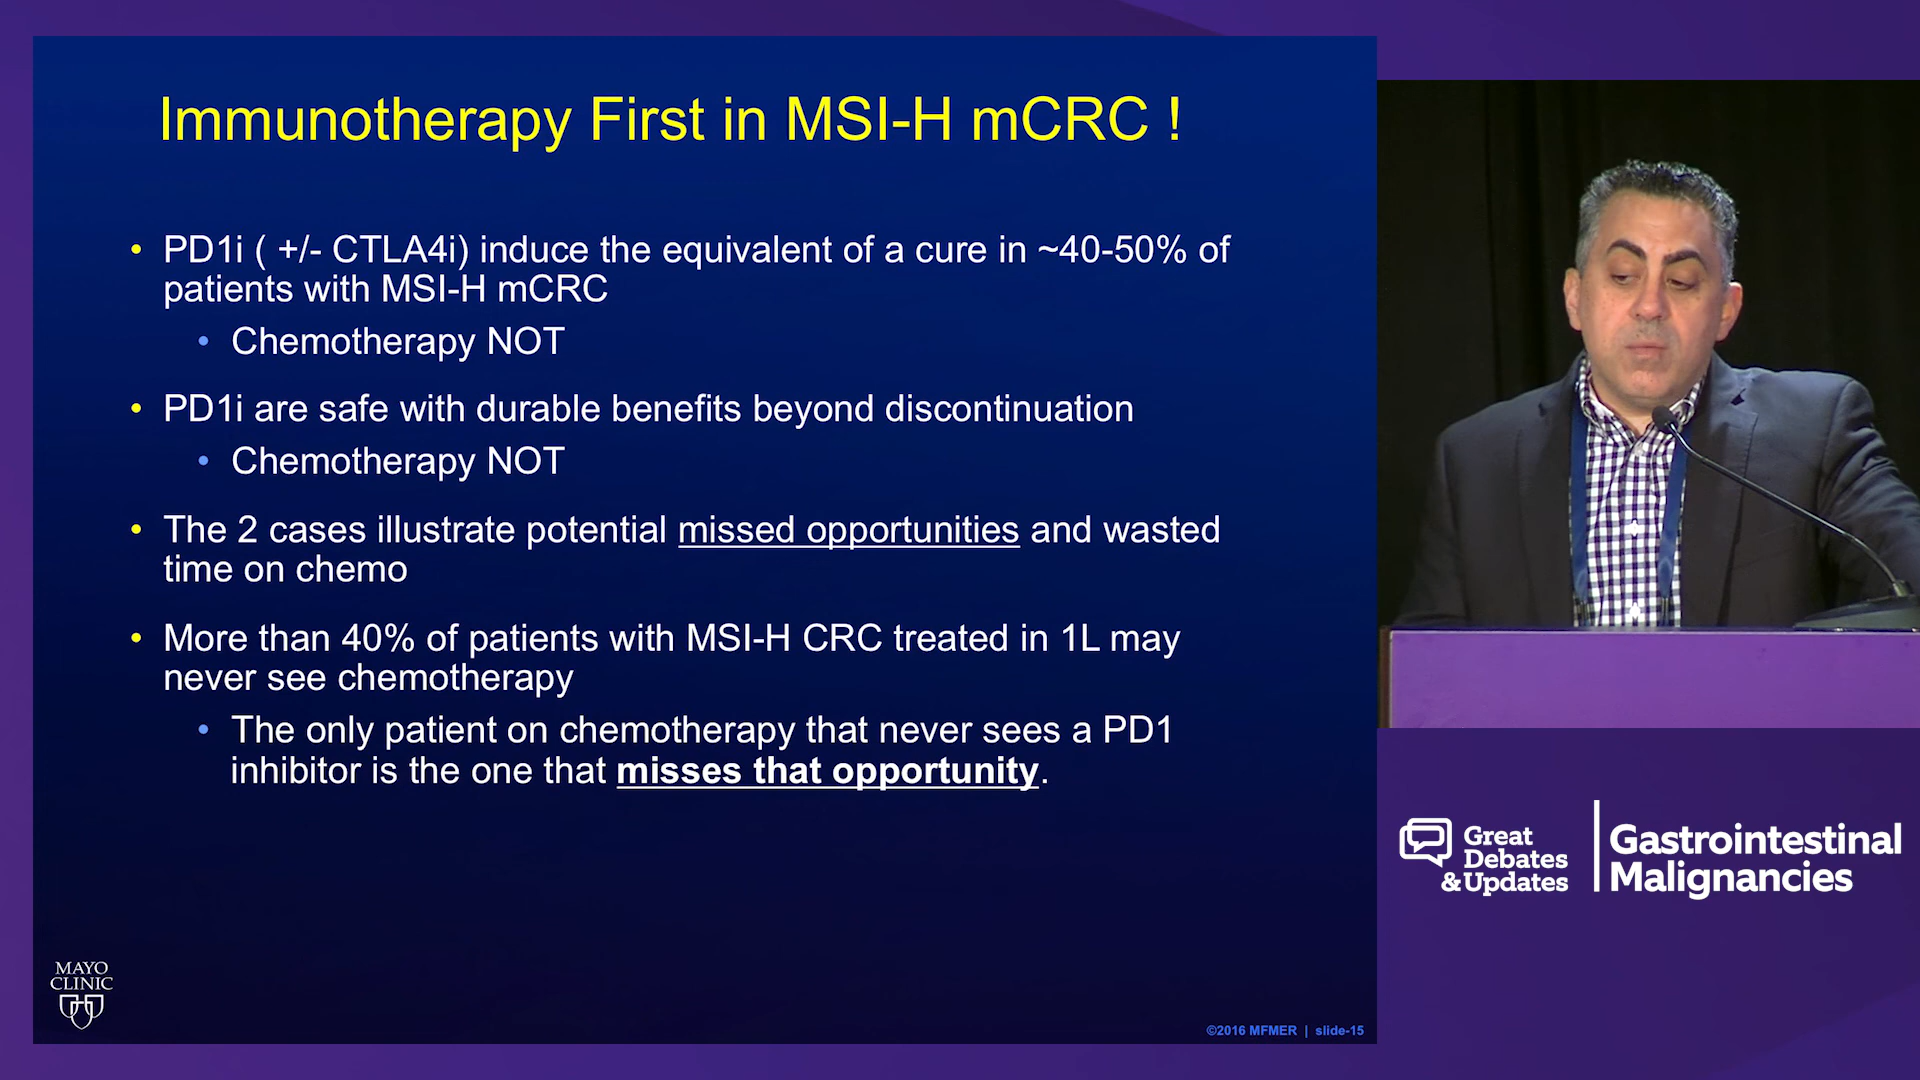 Immunotherapy First in MSI-H mCRC !
• PD1i ( +/- CTLA4i) induce the equivalent of a cure in ~40-50% of
patients with MSI-H mCRC
• Chemotherapy NOT
• PD1i are safe with durable benefits beyond discontinuation
• Chemotherapy NOT
• The 2 cases illustrate potential missed opportunities and wasted
time on chemo
• More than 40% of patients with MSI-H CRC treated in 1L may
never see chemotherapy
• The only patient on chemotherapy that never sees a PD1
inhibitor is the one that misses that opportunity.
MAYO
CLINIC
©2016 MFMER | slide-15
Great
Debates
& Updates
Gastrointestinal
Malignancies